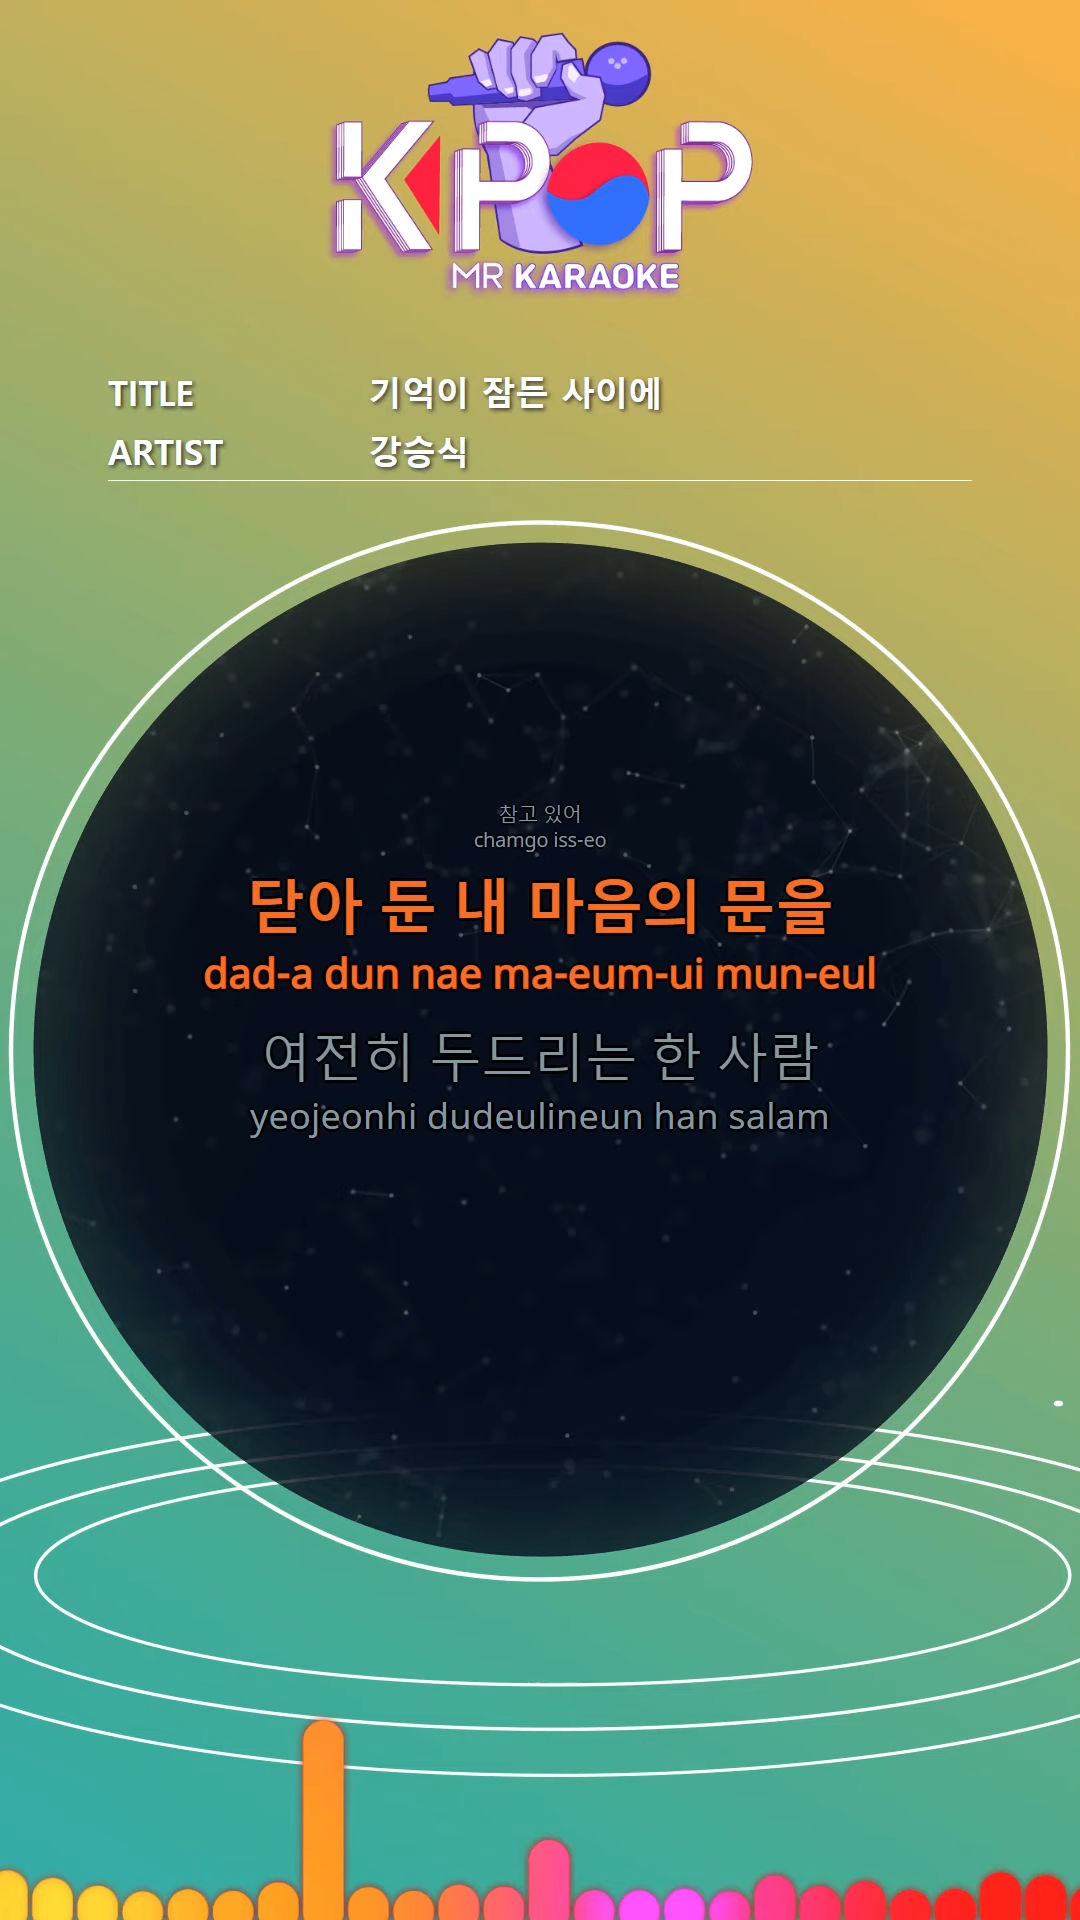 KPOP
MR KARAOKE
TITLE 기억이 잠든 사이에
ARTIST 강승식
참고 있어
chamgo iss-eo
닫아 둔 내 마음의 문을
dad-a dun nae ma-eum-ui mun-eul
여전히 두드리는 한 사람
yeojeonhi dudeulineun han salam